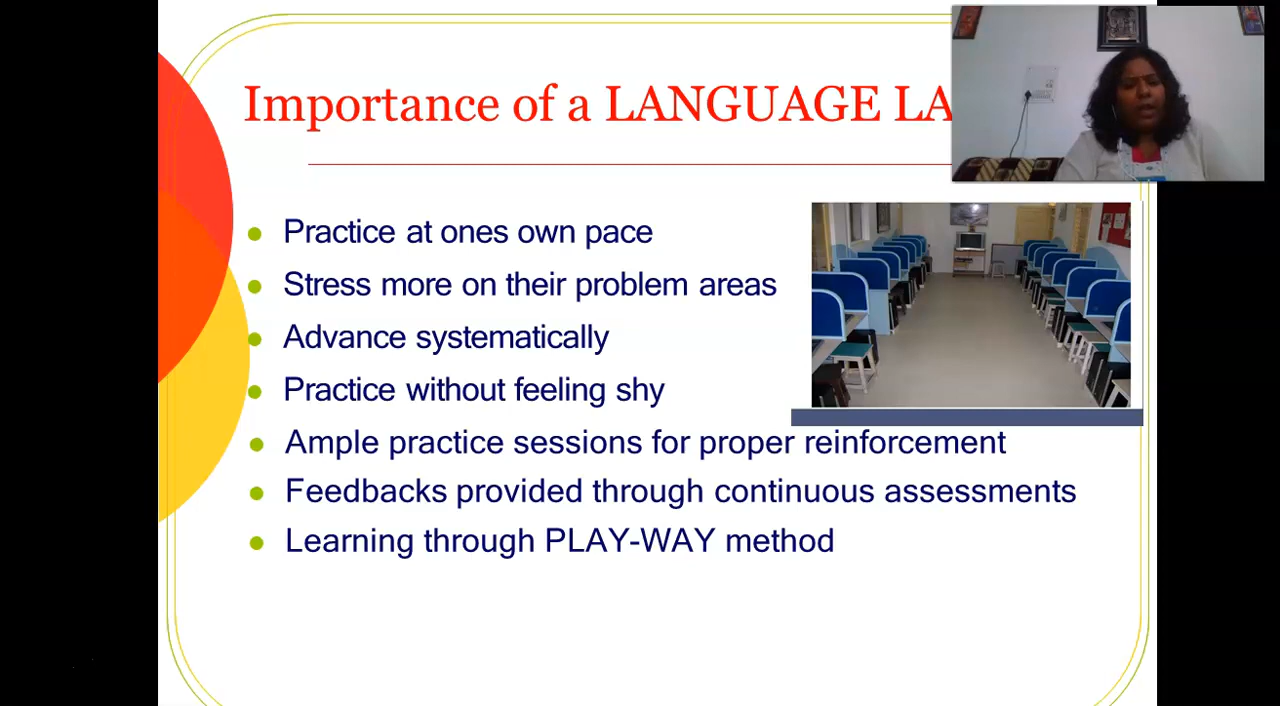 Importance of a LANGUAGE LA
Practice at ones own pace
Stress more on their problem areas
Advance systematically
Practice without feeling shy
Ample practice sessions for proper reinforcement
Feedbacks provided through continuous assessments
Learning through PLAY-WAY method